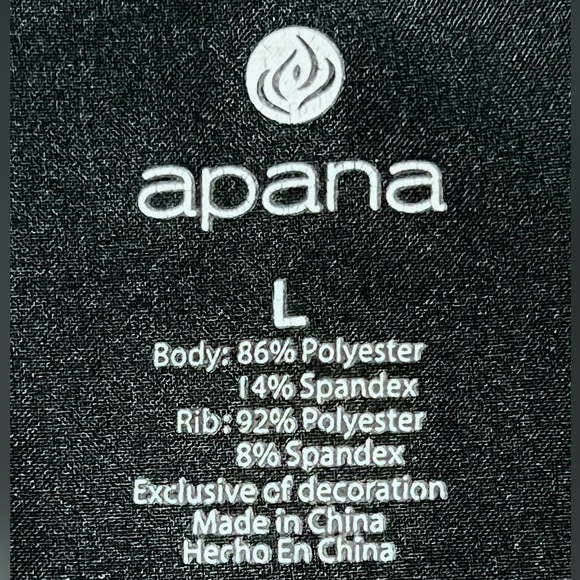 apana
L
Body: 86% Polyester
14% Spandex
Rib: 92% Polyester
8% Spandex
Exclusive of decoration
Made in China
Hecho En China